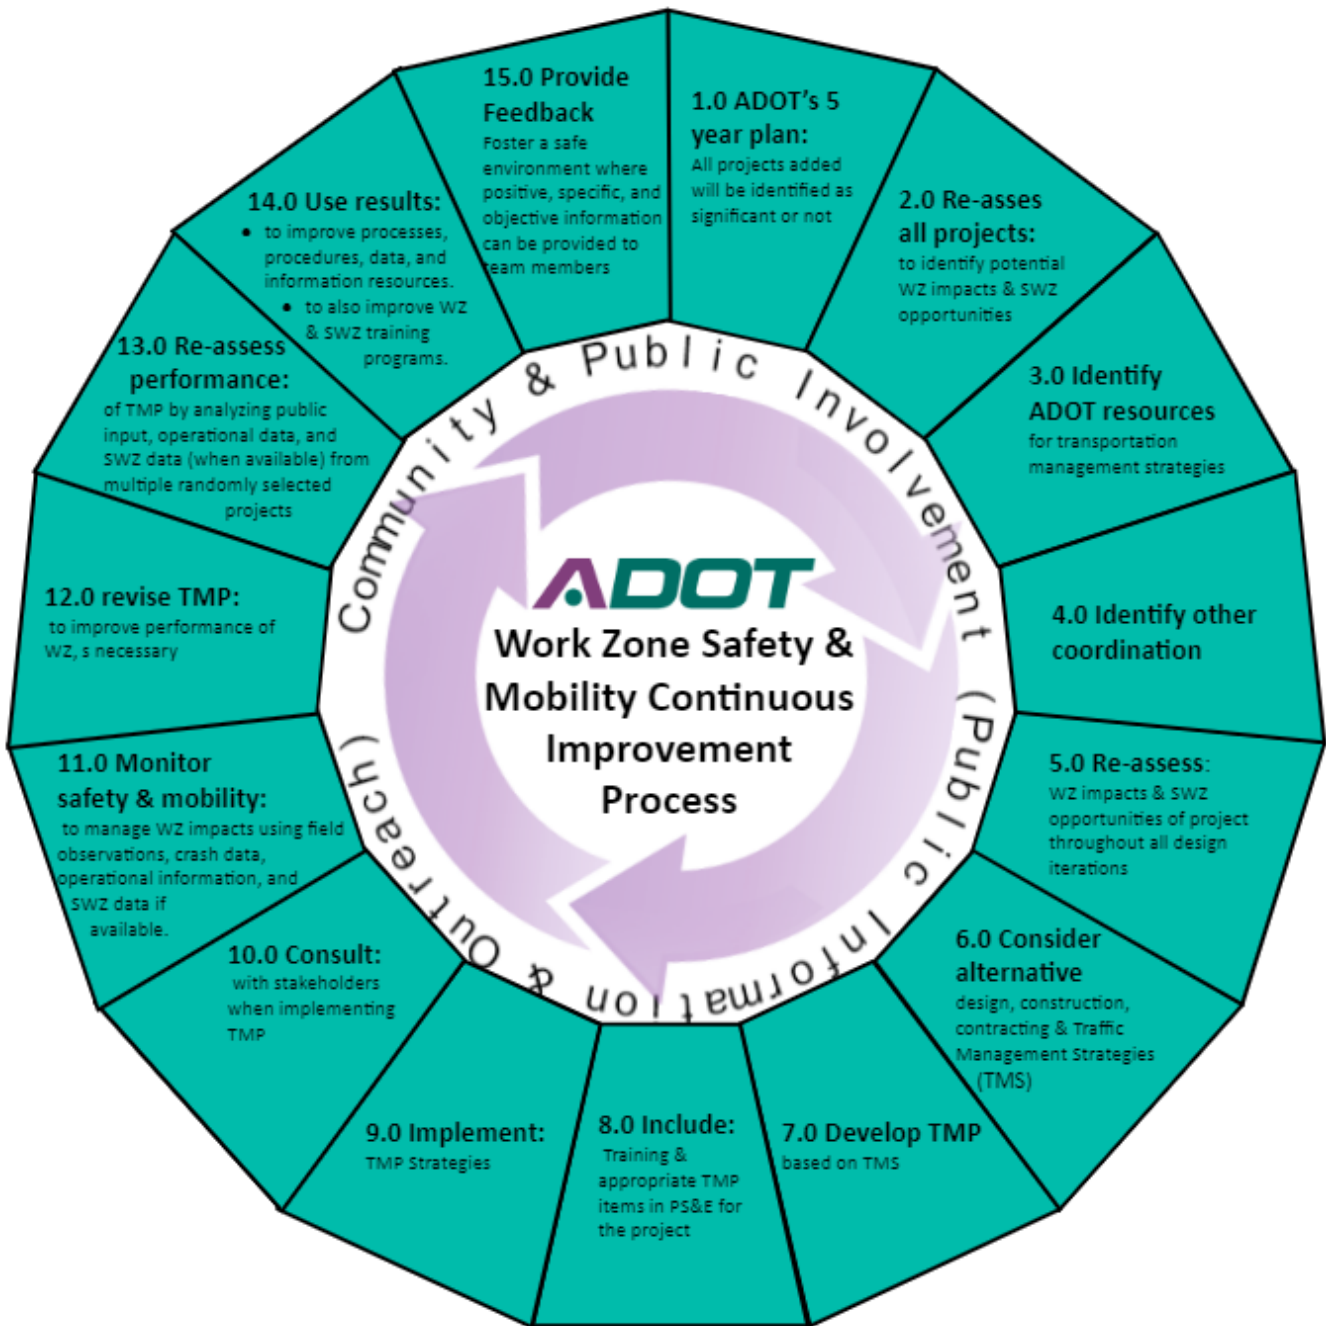 15.0 Provide
Feedback
Foster a safe
environment where
positive, specific, and
objective information
can be provided to
team members
1.0 ADOT's 5
year plan:
All projects added
will be identified as
significant or not
2.0 Re-asses
all projects:
to identify potential
WZ impacts & SWZ
opportunities
3.0 Identify
ADOT resources
for transportation
management strategies
4.0 Identify other
coordination
5.0 Re-assess:
WZ impacts & SWZ
opportunities of project
throughout all design
iterations
6.0 Consider
alternative
design, construction,
contracting & Traffic
Management Strategies
(TMS)
7.0 Develop TMP
based on TMS
8.0 Include:
Training &
appropriate TMP
items in PS&E for
the project
9.0 Implement:
TMP Strategies
10.0 Consult:
with stakeholders
when implementing
TMP
11.0 Monitor
safety & mobility:
to manage WZ impacts using field
observations, crash data,
operational information, and
SWZ data if
available.
12.0 revise TMP:
to improve performance of
WZ, s necessary
13.0 Re-assess
performance:
of TMP by analyzing public
input, operational data, and
SWZ data (when available) from
multiple randomly selected
projects
14.0 Use results:
• to improve processes,
procedures, data, and
information resources.
• to also improve WZ
& SWZ training
programs.
Community & Public Involvement (Public Information & Outreach)
ADOT
Work Zone Safety &
Mobility Continuous
Improvement
Process